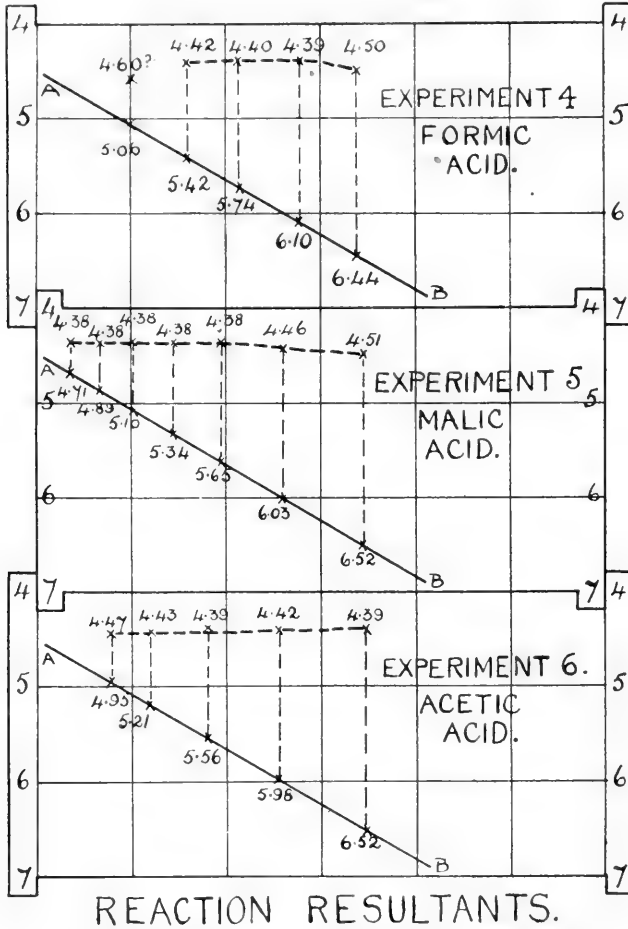 4 4
4·42 4·40 4·39 4·50
4·60?
A
EXPERIMENT 4
5 5
5·06
FORMIC
ACID.
5·42
5·74
6 6
6·10
6·44
B
7 4 4 7
4·38 4·38 4·38 4·38 4·38 4·46 4·51
A
EXPERIMENT 5
4·71
4·89
5 5
5·10
MALIC
5·34
ACID.
5·65
6 6
6·03
6·52
B
4 7 7 4
4·47 4·43 4·39 4·42 4·39
A
EXPERIMENT 6.
5 5
4·95
ACETIC
5·21
ACID.
5·56
6 6
5·98
6·52
B
7 7
REACTION RESULTANTS.